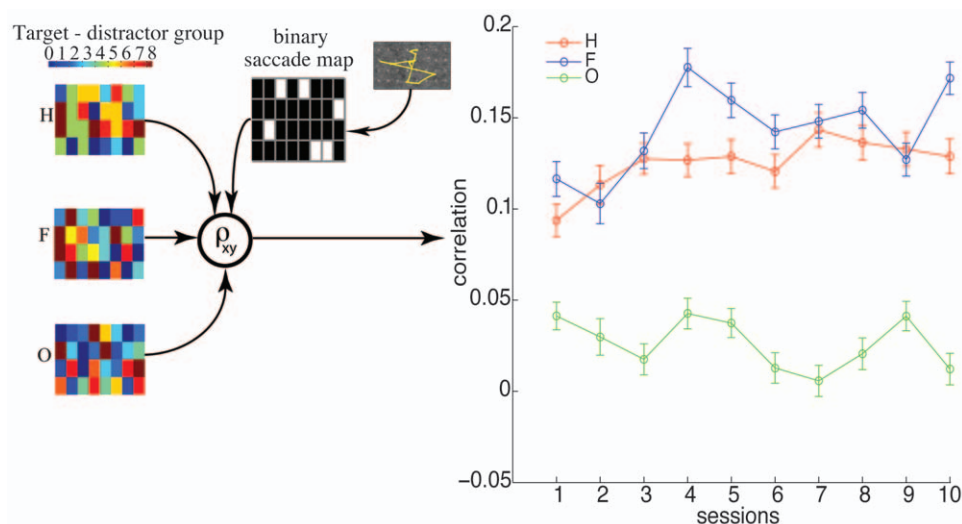 Target - distractor group
0 1 2 3 4 5 6 7 8
H
F
O
binary
saccade map
ρxy
H
F
O
correlation
0.2
0.15
0.1
0.05
0
−0.05
1 2 3 4 5 6 7 8 9 10
sessions